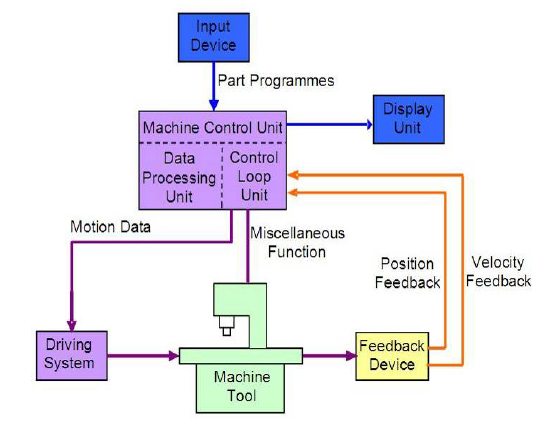 Input
Device
Part Programmes
Machine Control Unit
Display
Unit
Data
Processing
Unit
Control
Loop
Unit
Motion Data
Miscellaneous
Function
Position
Feedback
Velocity
Feedback
Driving
System
Machine
Tool
Feedback
Device